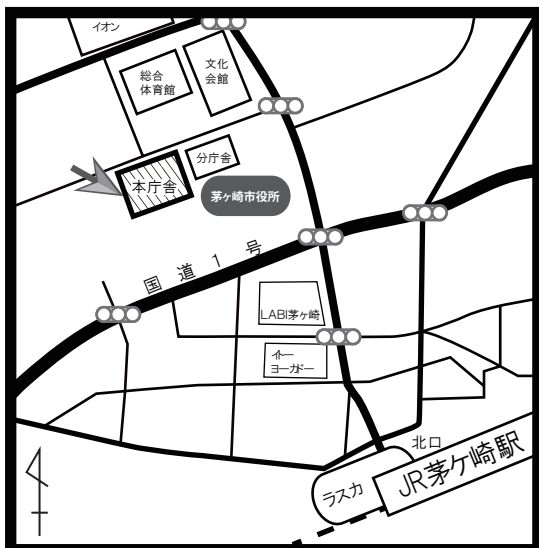 イオン
総合
体育館
文化
会館
分庁舎
本庁舎
茅ヶ崎市役所
国道1号
LABI茅ヶ崎
イトー
ヨーカドー
北口
ラスカ
JR茅ケ崎駅